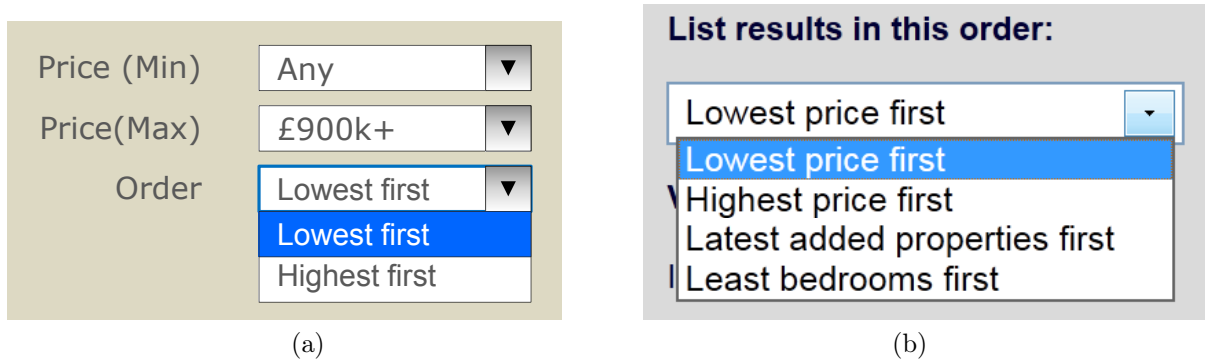 Price (Min) Any
Price(Max) £900k+
Order Lowest first
Lowest first
Highest first
(a)
List results in this order:
Lowest price first
Lowest price first
Highest price first
Latest added properties first
Least bedrooms first
(b)